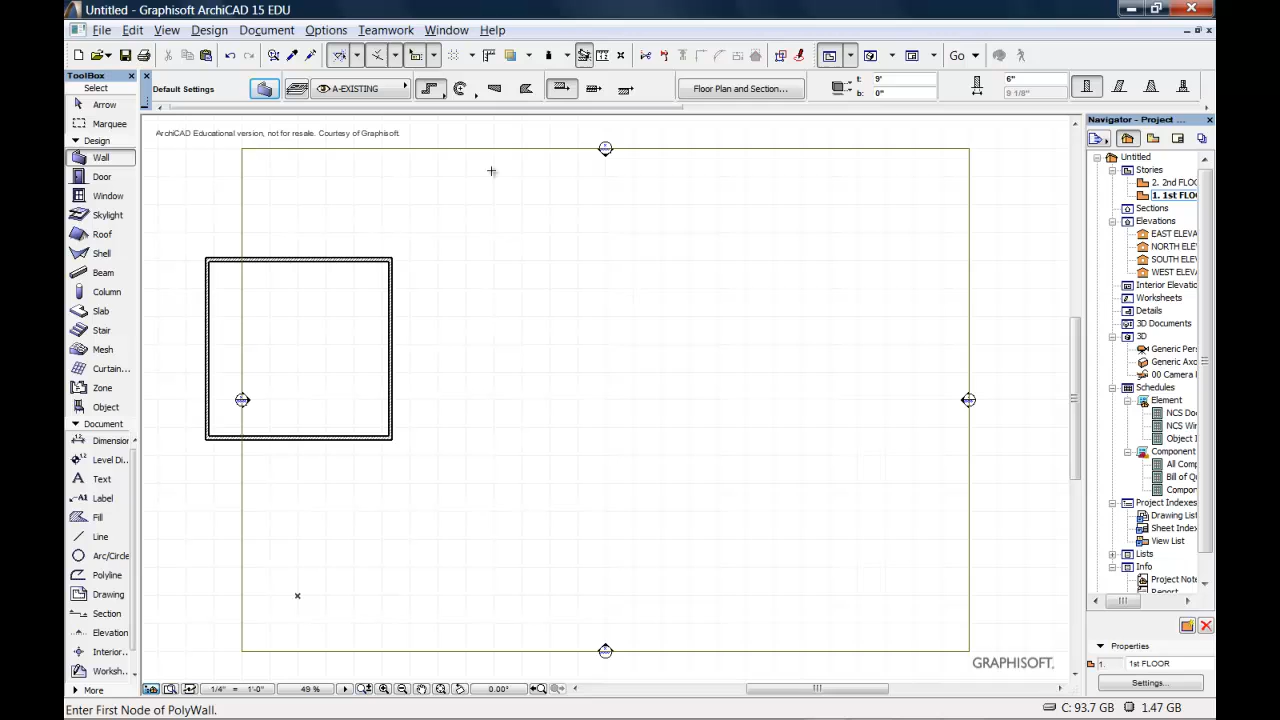 Untitled - Graphisoft ArchiCAD 15 EDU
File Edit View Design Document Options Teamwork Window Help
Go
ToolBox
Select
Arrow
Marquee
Design
Wall
Door
Window
Skylight
Roof
Shell
Beam
Column
Slab
Stair
Mesh
Curtain...
Zone
Object
Document
Dimension
Level Di...
Text
A1 Label
Fill
Line
Arc/Circle
Polyline
Drawing
Section
Elevation
Interior...
Worksh...
More
Default Settings
A-EXISTING
Floor Plan and Section...
t: 9'
b: 0"
6"
9 1/8"
ArchiCAD Educational version, not for resale. Courtesy of Graphisoft.
GRAPHISOFT.
Navigator - Project ...
Untitled
Stories
2. 2nd FLO
1. 1st FLO
Sections
Elevations
EAST ELEV
NORTH ELE
SOUTH ELE
WEST ELEV
Interior Elevatio
Worksheets
Details
3D Documents
3D
Generic Pers
Generic Axo
00 Camera
Schedules
Element
NCS Do
NCS Wir
Object I
Component
All Comp
Bill of Q
Compon
Project Indexes
Drawing List
Sheet Index
View List
Lists
Info
Project Note
Report
Properties
1. 1st FLOOR
Settings...
1/4" = 1'-0"
49 %
0.00°
Enter First Node of PolyWall.
C: 93.7 GB
1.47 GB